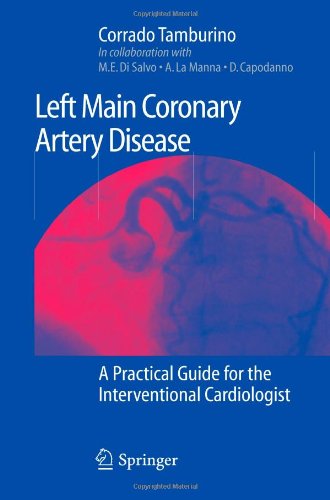 Corrado Tamburino
In collaboration with
M.E. Di Salvo • A. La Manna • D. Capodanno
Left Main Coronary
Artery Disease
A Practical Guide for the
Interventional Cardiologist
Springer